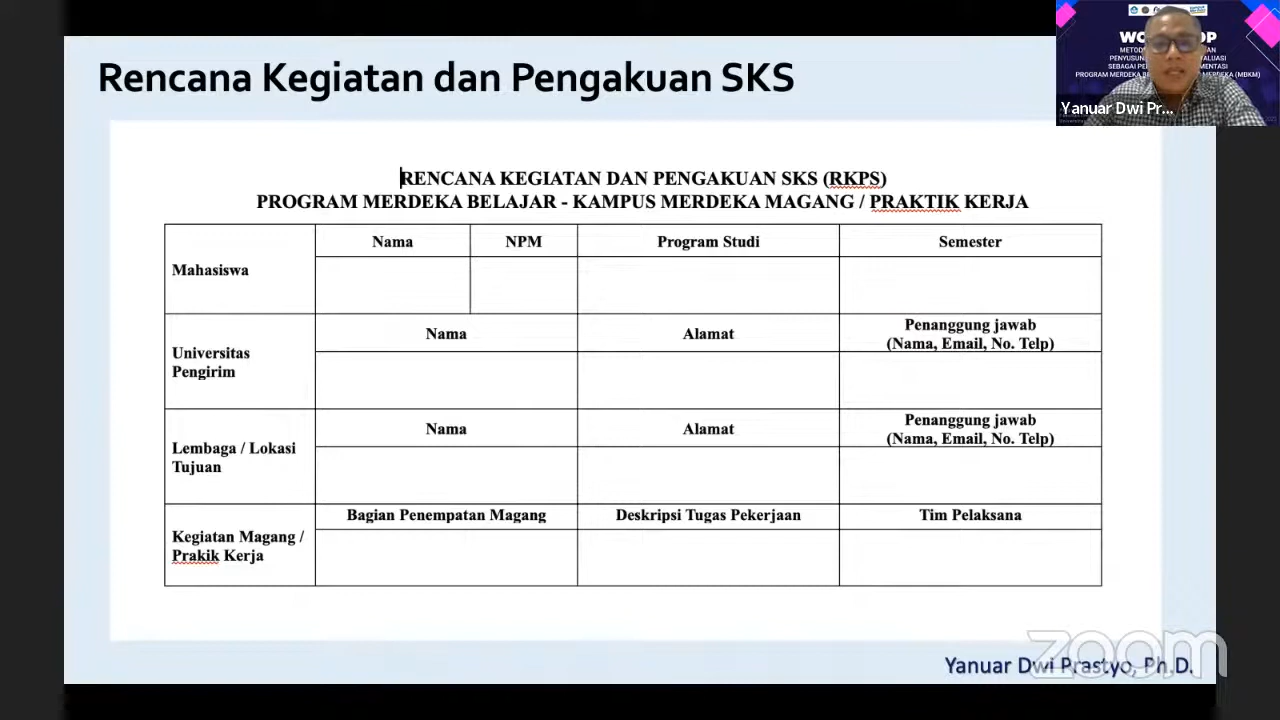 Rencana Kegiatan dan Pengakuan SKS
RENCANA KEGIATAN DAN PENGAKUAN SKS (RKPS)
PROGRAM MERDEKA BELAJAR - KAMPUS MERDEKA MAGANG / PRAKTIK KERJA
Mahasiswa
Nama
NPM
Program Studi
Semester
Universitas
Pengirim
Nama
Alamat
Penanggung jawab
(Nama, Email, No. Telp)
Lembaga / Lokasi
Tujuan
Nama
Alamat
Penanggung jawab
(Nama, Email, No. Telp)
Kegiatan Magang /
Prakik Kerja
Bagian Penempatan Magang
Deskripsi Tugas Pekerjaan
Tim Pelaksana
Yanuar Dwi Prastyo, Ph.D.
zoom
PROGRAM MERDEKA
(MBKM)
Yanuar Dwi Pr...